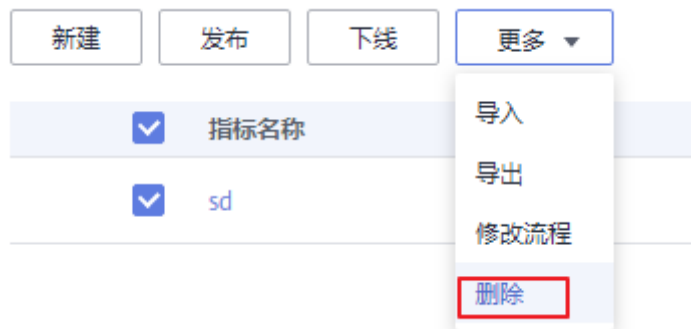 新建 发布 下线 更多
指标名称
sd
导入
导出
修改流程
删除